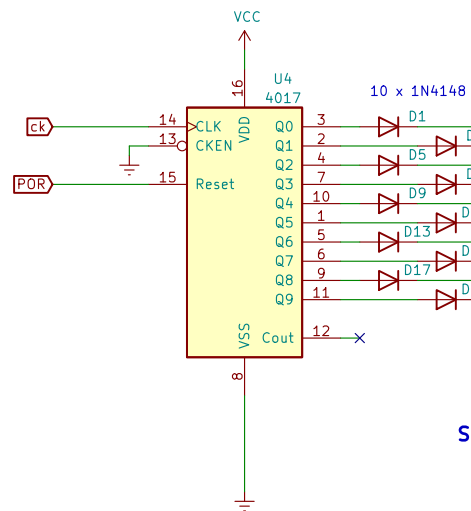 VCC
U4
4017
10 x 1N4148
16
VDD
ck
14
CLK
Q0
3
D1
13
CKEN
Q1
2
D
Q2
4
D5
POR
15
Reset
Q3
7
D
Q4
10
D9
Q5
1
D
Q6
5
D13
Q7
6
D
Q8
9
D17
Q9
11
D
Cout
12
VSS
8
S